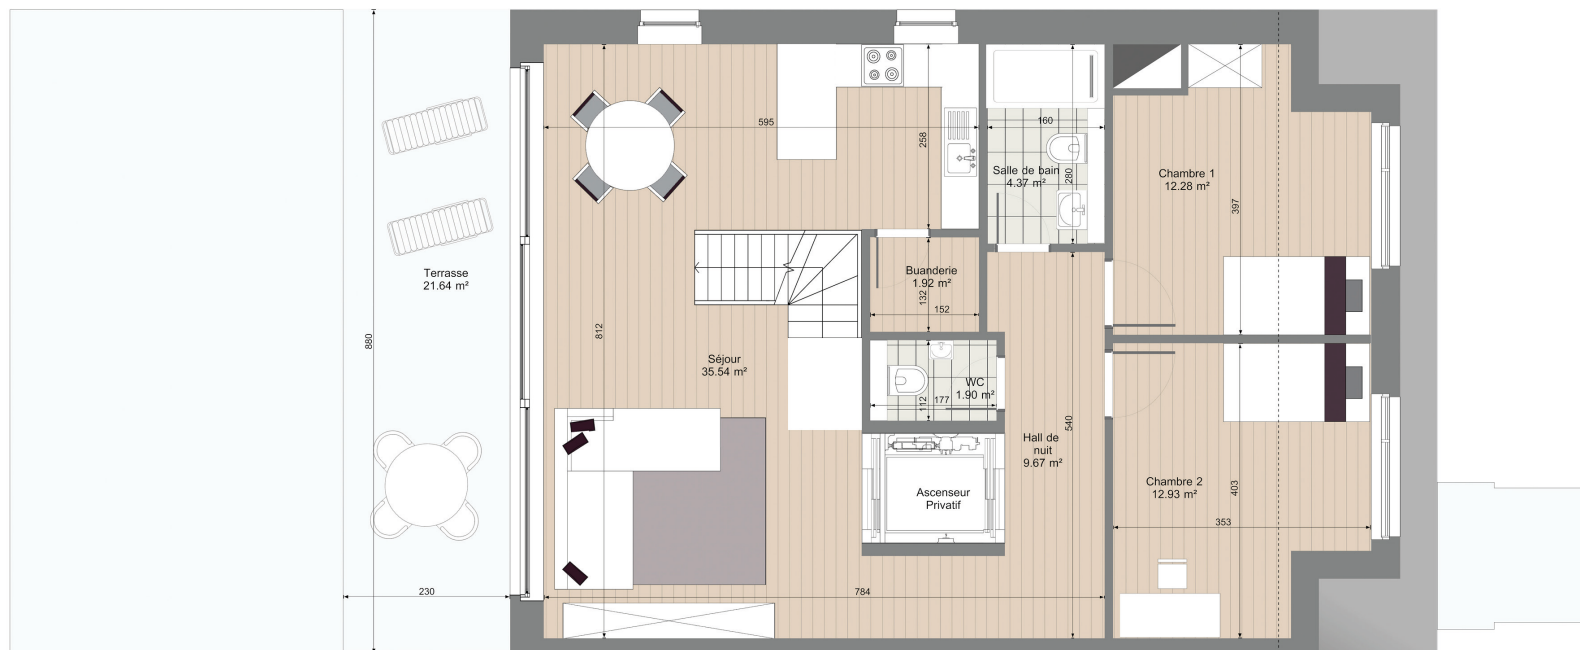 595
258
160
Salle de bain
4.37 m²
280
Chambre 1
12.28 m²
397
Terrasse
21.64 m²
Buanderie
1.92 m²
132
152
880
812
Séjour
35.54 m²
WC
1.90 m²
112
177
540
Hall de
nuit
9.67 m²
Ascenseur
Privatif
Chambre 2
12.93 m²
403
353
230
784